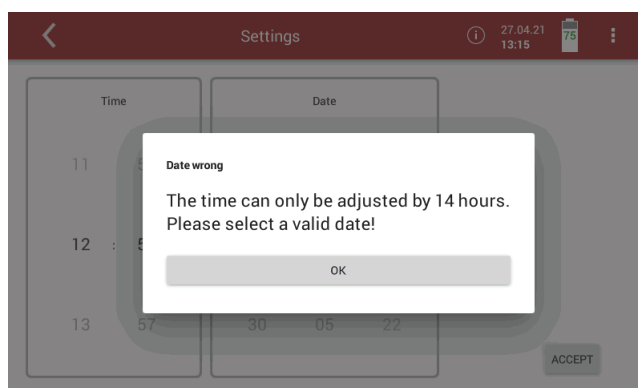 Settings
27.04.21
13:15
75
Time
Date
11
Date wrong
The time can only be adjusted by 14 hours.
Please select a valid date!
OK
12 :
13 57
30 05 22
ACCEPT